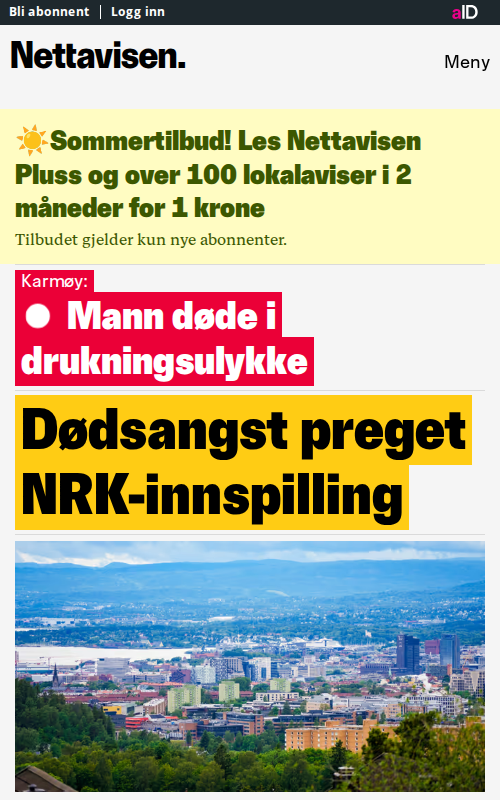 Bli abonnent | Logg inn
aID
Nettavisen.
Meny
☀️Sommertilbud! Les Nettavisen
Pluss og over 100 lokalaviser i 2
måneder for 1 krone
Tilbudet gjelder kun nye abonnenter.
Karmøy:
Mann døde i
drukningsulykke
Dødsangst preget
NRK-innspilling